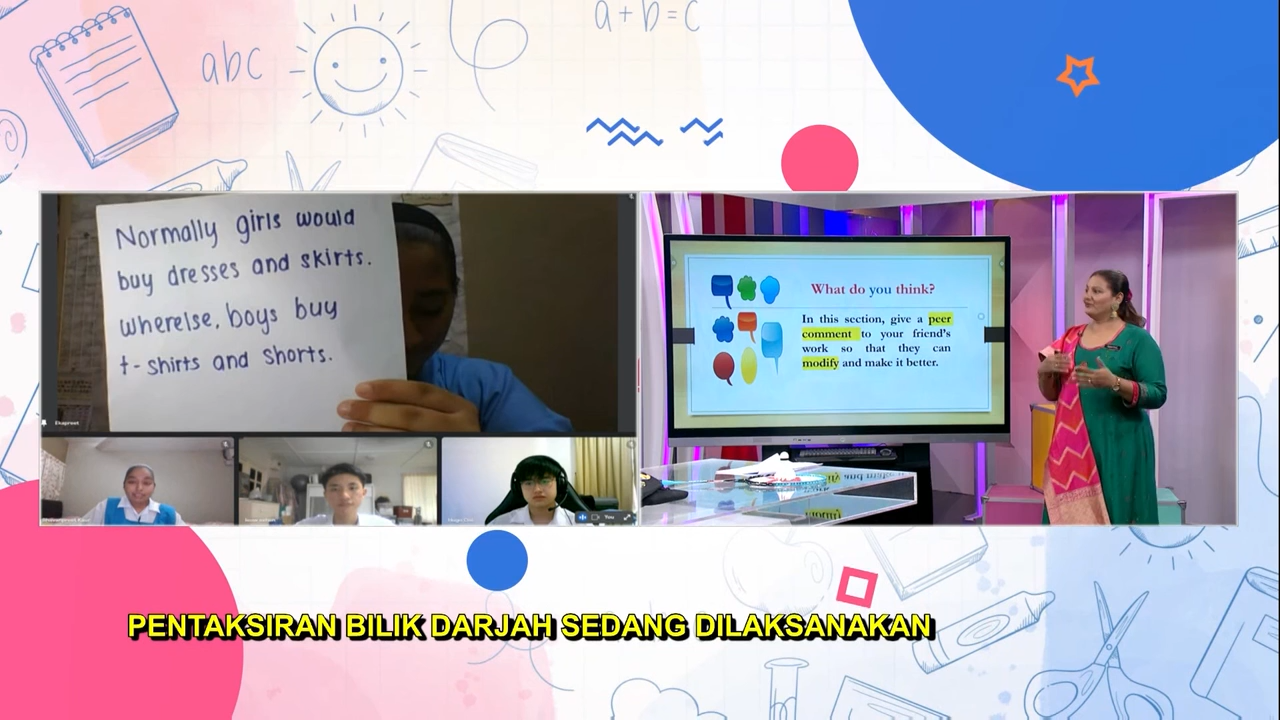 abc
a+b=c
Normally girls would
buy dresses and skirts.
wherelse, boys buy
t-shirts and shorts.
Ekapreet
You
What do you think?
In this section, give a peer
comment to your friend's
work so that they can
modify and make it better.
PENTAKSIRAN BILIK DARJAH SEDANG DILAKSANAKAN